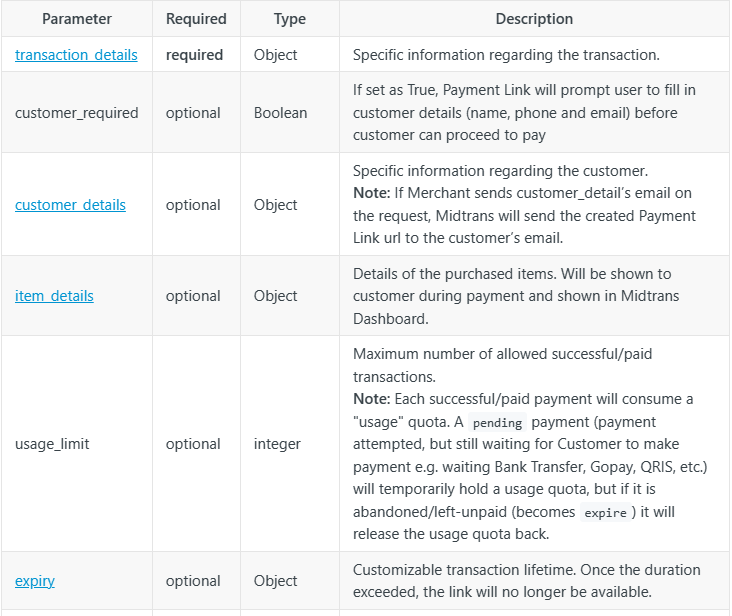 Parameter Required Type Description
transaction_details required Object Specific information regarding the transaction.
customer_required optional Boolean If set as True, Payment Link will prompt user to fill in
customer details (name, phone and email) before
customer can proceed to pay
customer_details optional Object Specific information regarding the customer.
Note: If Merchant sends customer_detail's email on
the request, Midtrans will send the created Payment
Link url to the customer's email.
item_details optional Object Details of the purchased items. Will be shown to
customer during payment and shown in Midtrans
Dashboard.
usage_limit optional integer Maximum number of allowed successful/paid
transactions.
Note: Each successful/paid payment will consume a
"usage" quota. A pending payment (payment
attempted, but still waiting for Customer to make
payment e.g. waiting Bank Transfer, Gopay, QRIS, etc.)
will temporarily hold a usage quota, but if it is
abandoned/left-unpaid (becomes expire) it will
release the usage quota back.
expiry optional Object Customizable transaction lifetime. Once the duration
exceeded, the link will no longer be available.